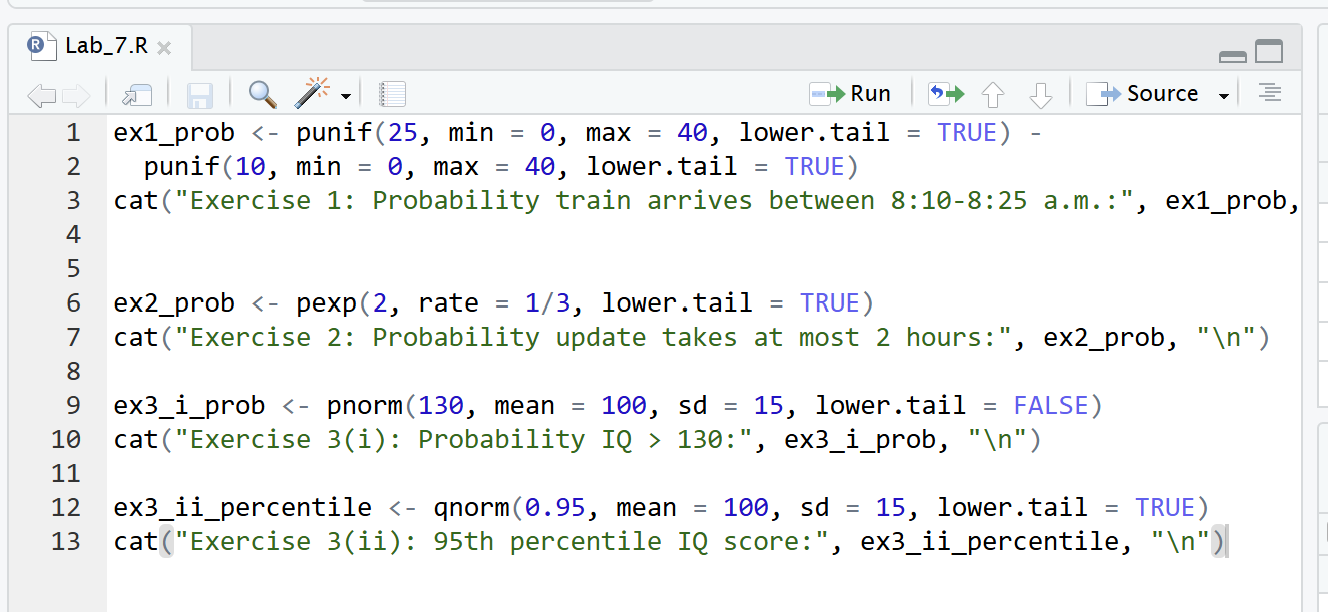 Lab_7.R
Run
Source
1 ex1_prob <- punif(25, min = 0, max = 40, lower.tail = TRUE) -
2   punif(10, min = 0, max = 40, lower.tail = TRUE)
3 cat("Exercise 1: Probability train arrives between 8:10-8:25 a.m.:", ex1_prob,
4
5
6 ex2_prob <- pexp(2, rate = 1/3, lower.tail = TRUE)
7 cat("Exercise 2: Probability update takes at most 2 hours:", ex2_prob, "\n")
8
9 ex3_i_prob <- pnorm(130, mean = 100, sd = 15, lower.tail = FALSE)
10 cat("Exercise 3(i): Probability IQ > 130:", ex3_i_prob, "\n")
11
12 ex3_ii_percentile <- qnorm(0.95, mean = 100, sd = 15, lower.tail = TRUE)
13 cat("Exercise 3(ii): 95th percentile IQ score:", ex3_ii_percentile, "\n")